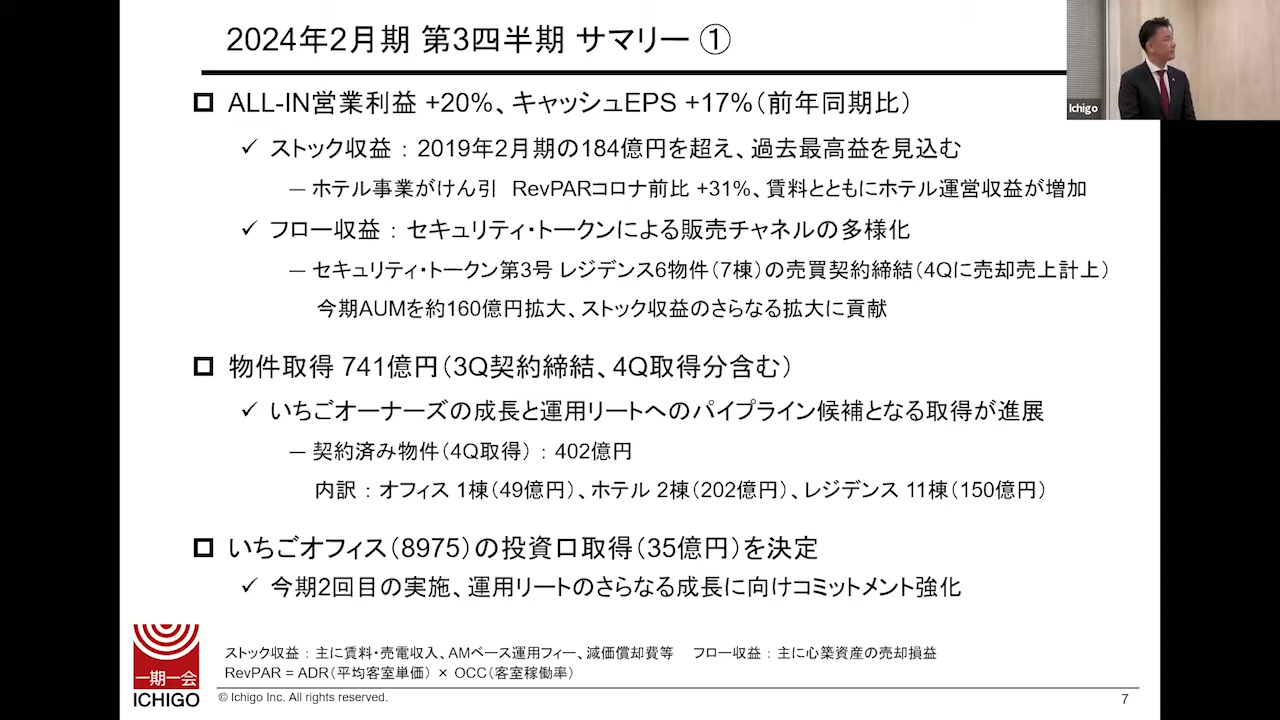 2024年2月期 第3四半期 サマリー ①
Ichigo
ALL-IN営業利益 +20%、キャッシュEPS +17%（前年同期比）
✓ ストック収益 : 2019年2月期の184億円を超え、過去最高益を見込む
— ホテル事業がけん引 RevPARコロナ前比 +31%、賃料とともにホテル運営収益が増加
✓ フロー収益 : セキュリティ・トークンによる販売チャネルの多様化
— セキュリティ・トークン第3号 レジデンス6物件（7棟）の売買契約締結（4Qに売却売上計上）
今期AUMを約160億円拡大、ストック収益のさらなる拡大に貢献
物件取得 741億円（3Q契約締結、4Q取得分含む）
✓ いちごオーナーズの成長と運用リートへのパイプライン候補となる取得が進展
— 契約済み物件（4Q取得） : 402億円
内訳 : オフィス 1棟（49億円）、ホテル 2棟（202億円）、レジデンス 11棟（150億円）
いちごオフィス（8975）の投資口取得（35億円）を決定
✓ 今期2回目の実施、運用リートのさらなる成長に向けコミットメント強化
一期一会
ICHIGO
ストック収益 : 主に賃料・売電収入、AMベース運用フィー、減価償却費等 フロー収益 : 主に心築資産の売却損益
RevPAR = ADR（平均客室単価） × OCC（客室稼働率）
© Ichigo Inc. All rights reserved.
7